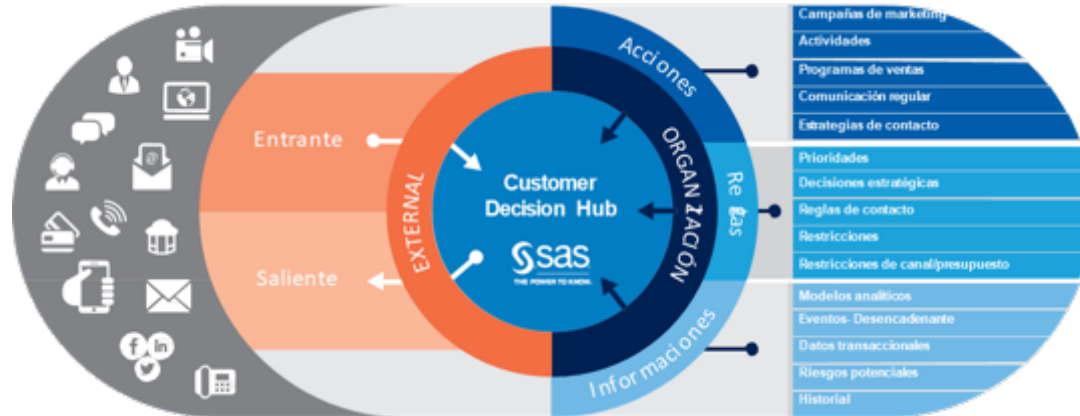 Entrante
Saliente
EXTERNAL
Customer
Decision Hub
sas
THE POWER TO KNOW.
ORGANIZACIÓN
Acciones
Reglas
Informaciones
Campañas de marketing
Actividades
Programas de ventas
Comunicación regular
Estrategias de contacto
Prioridades
Decisiones estratégicas
Reglas de contacto
Restricciones
Restricciones de canal/presupuesto
Modelos analíticos
Eventos- Desencadenante
Datos transaccionales
Riesgos potenciales
Historial
@
f
in